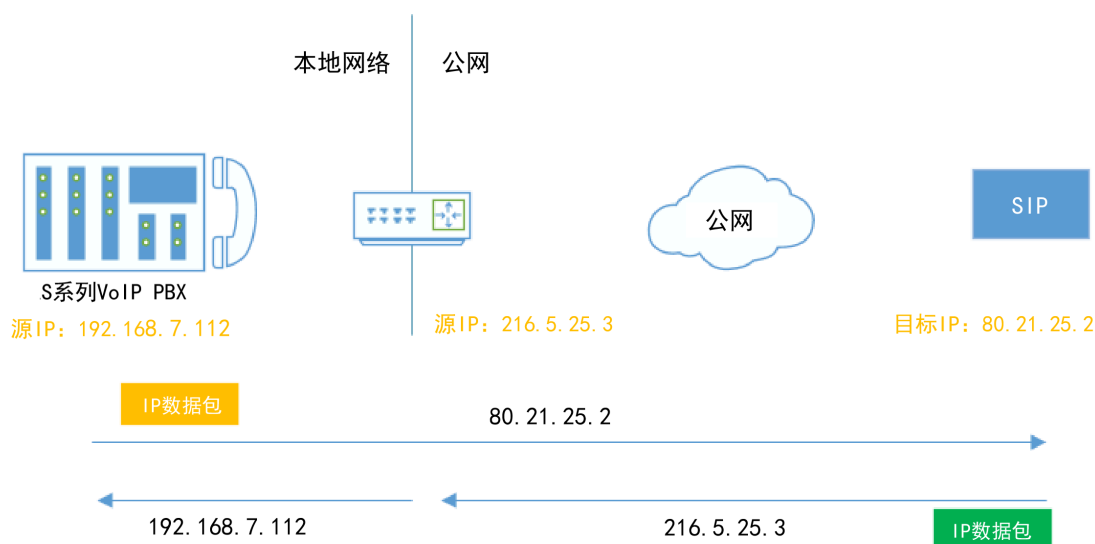 本地网络
公网
公网
SIP
S系列VoIP PBX
源IP：192.168.7.112
源IP：216.5.25.3
目标IP：80.21.25.2
IP数据包
80.21.25.2
192.168.7.112
216.5.25.3
IP数据包